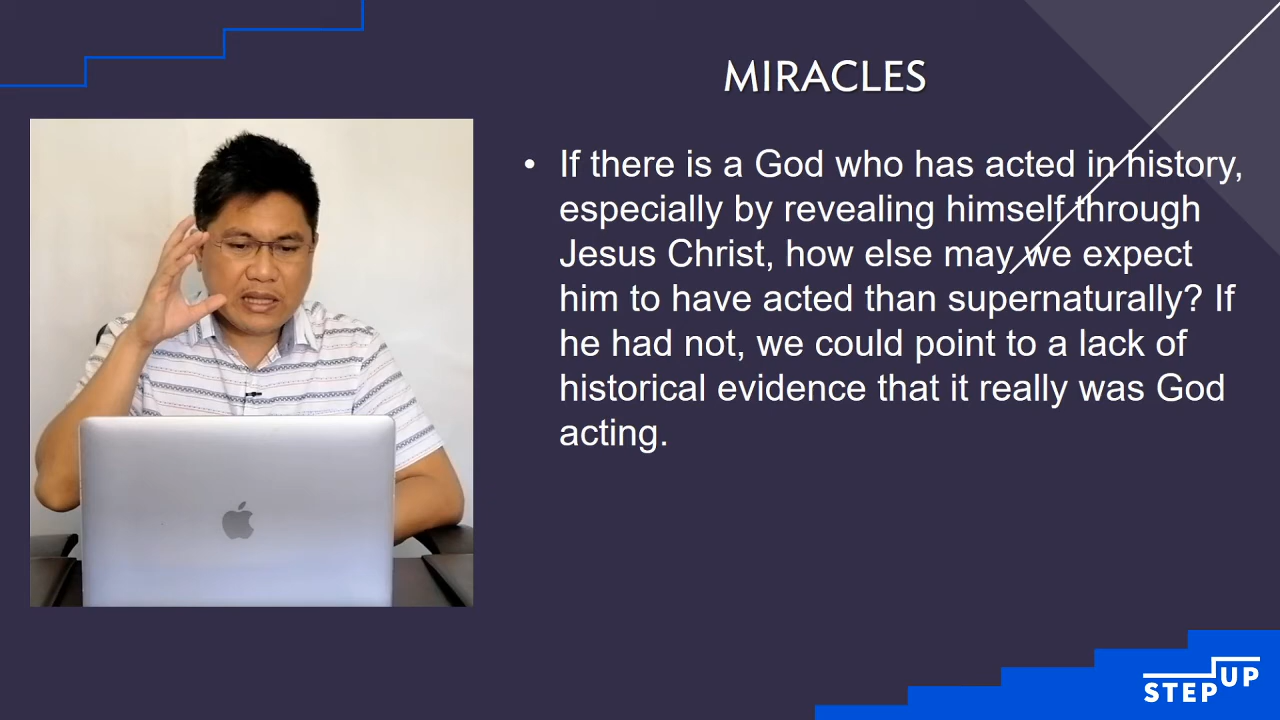 MIRACLES
• If there is a God who has acted in history,
especially by revealing himself through
Jesus Christ, how else may we expect
him to have acted than supernaturally? If
he had not, we could point to a lack of
historical evidence that it really was God
acting.
STEP UP